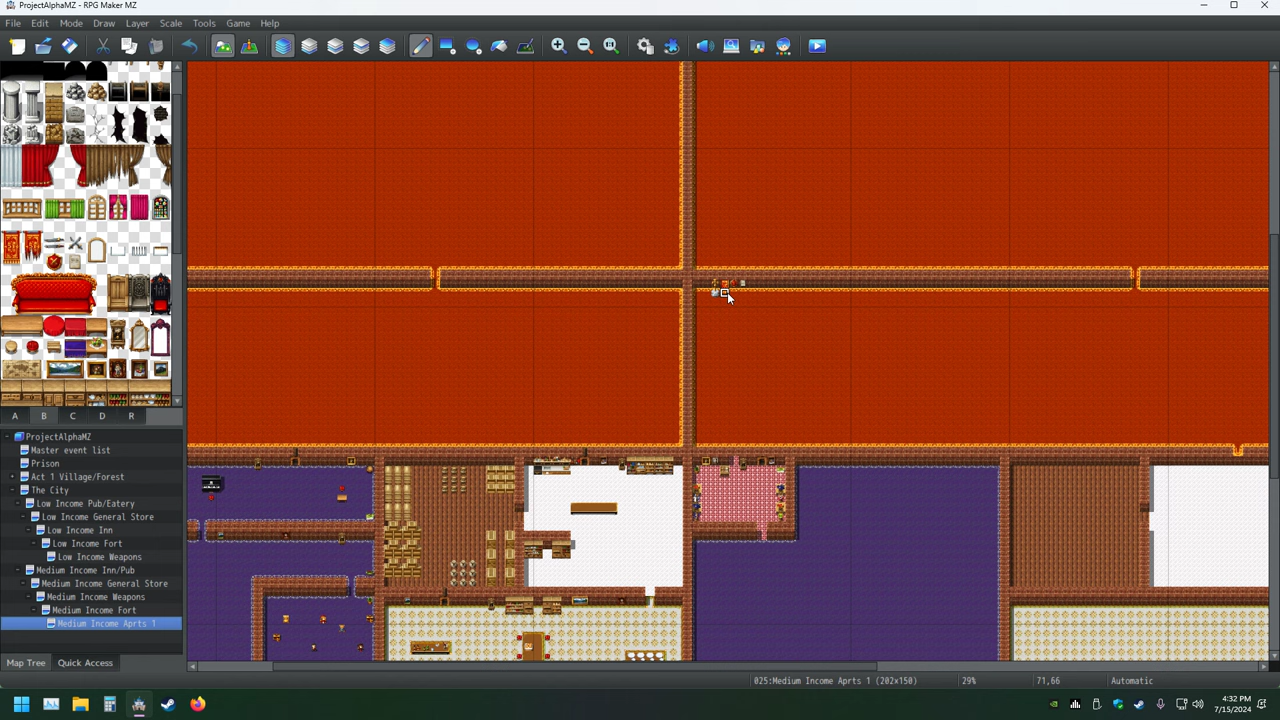 ProjectAlphaMZ - RPG Maker MZ
File Edit Mode Draw Layer Scale Tools Game Help
A B C D R
ProjectAlphaMZ
Master event list
Prison
Act 1 Village/Forest
The City
Low Income Pub/Eatery
Low Income General Store
Low Income Inn
Low Income Fort
Low Income Weapons
Medium Income Inn/Pub
Medium Income General Store
Medium Income Weapons
Medium Income Fort
Medium Income Aprts 1
Map Tree Quick Access
025:Medium Income Aprts 1 (202x150) 29% 71,66 Automatic
4:32 PM
7/15/2024